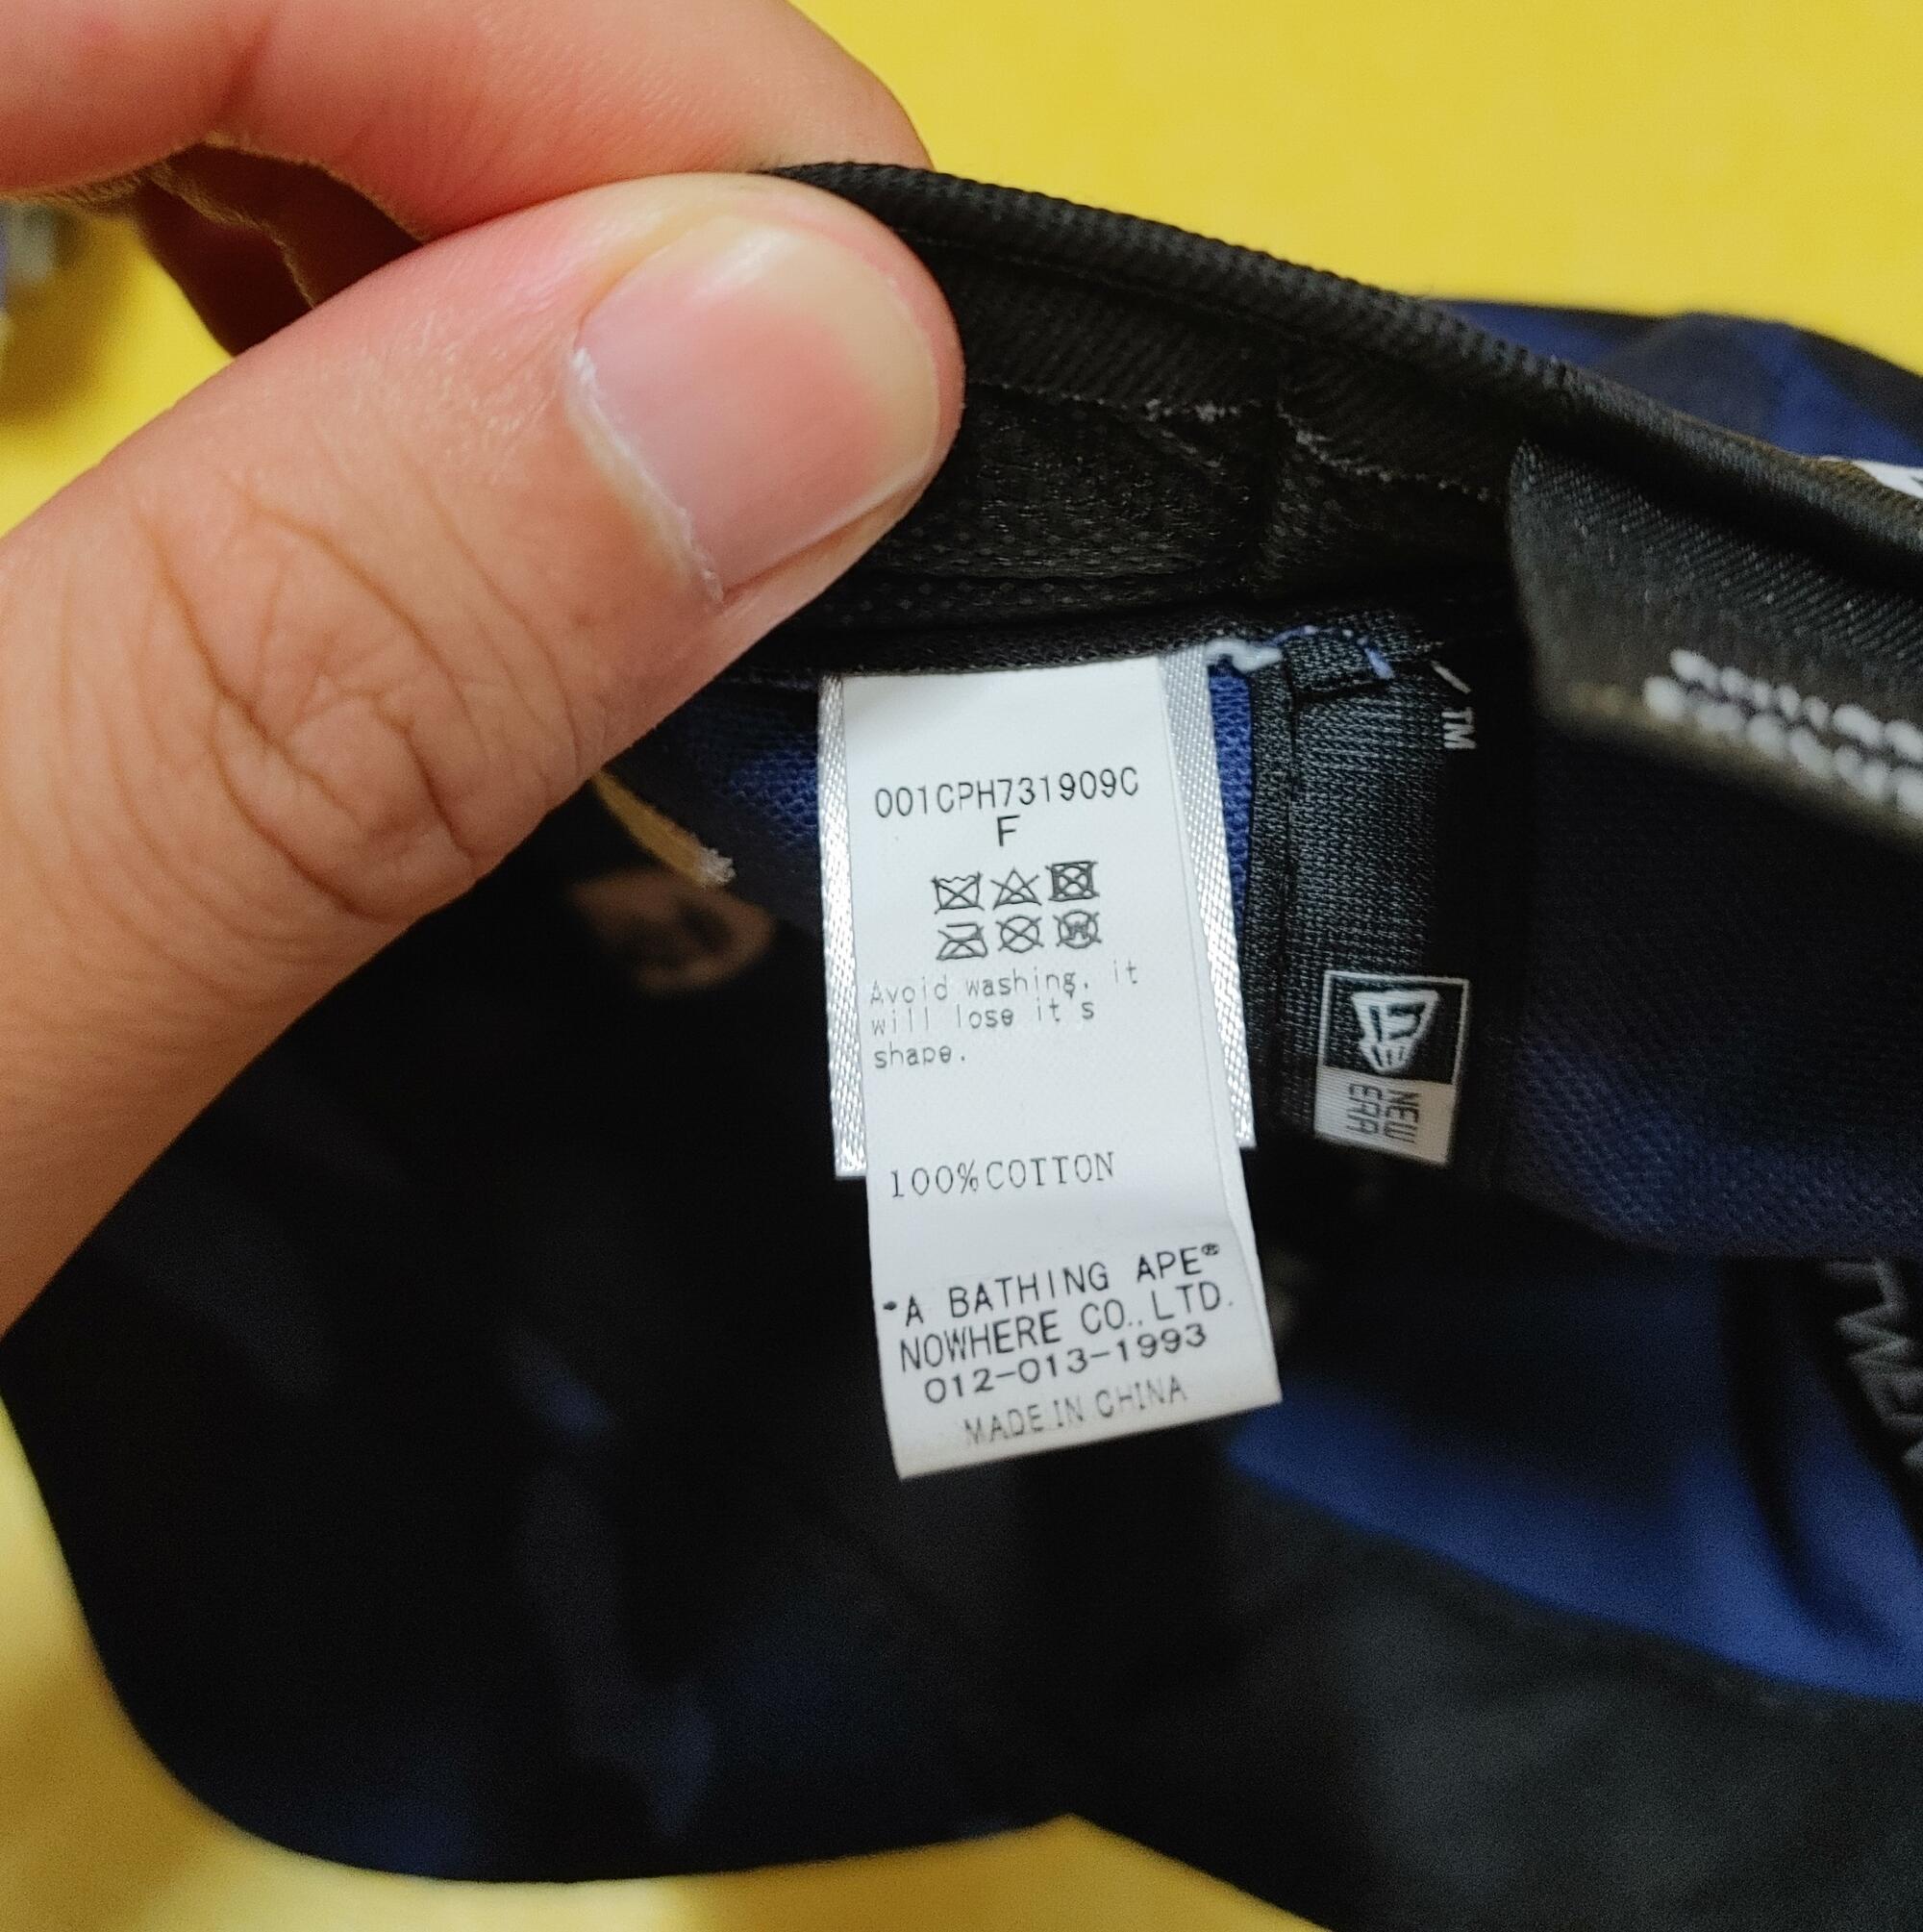 001CPH731909C
F
Avoid washing, it
will lose it's
shape.
100%COTTON
A BATHING APE®
NOWHERE CO., LTD.
012-013-1993
MADE IN CHINA
TM
NEW
ERA